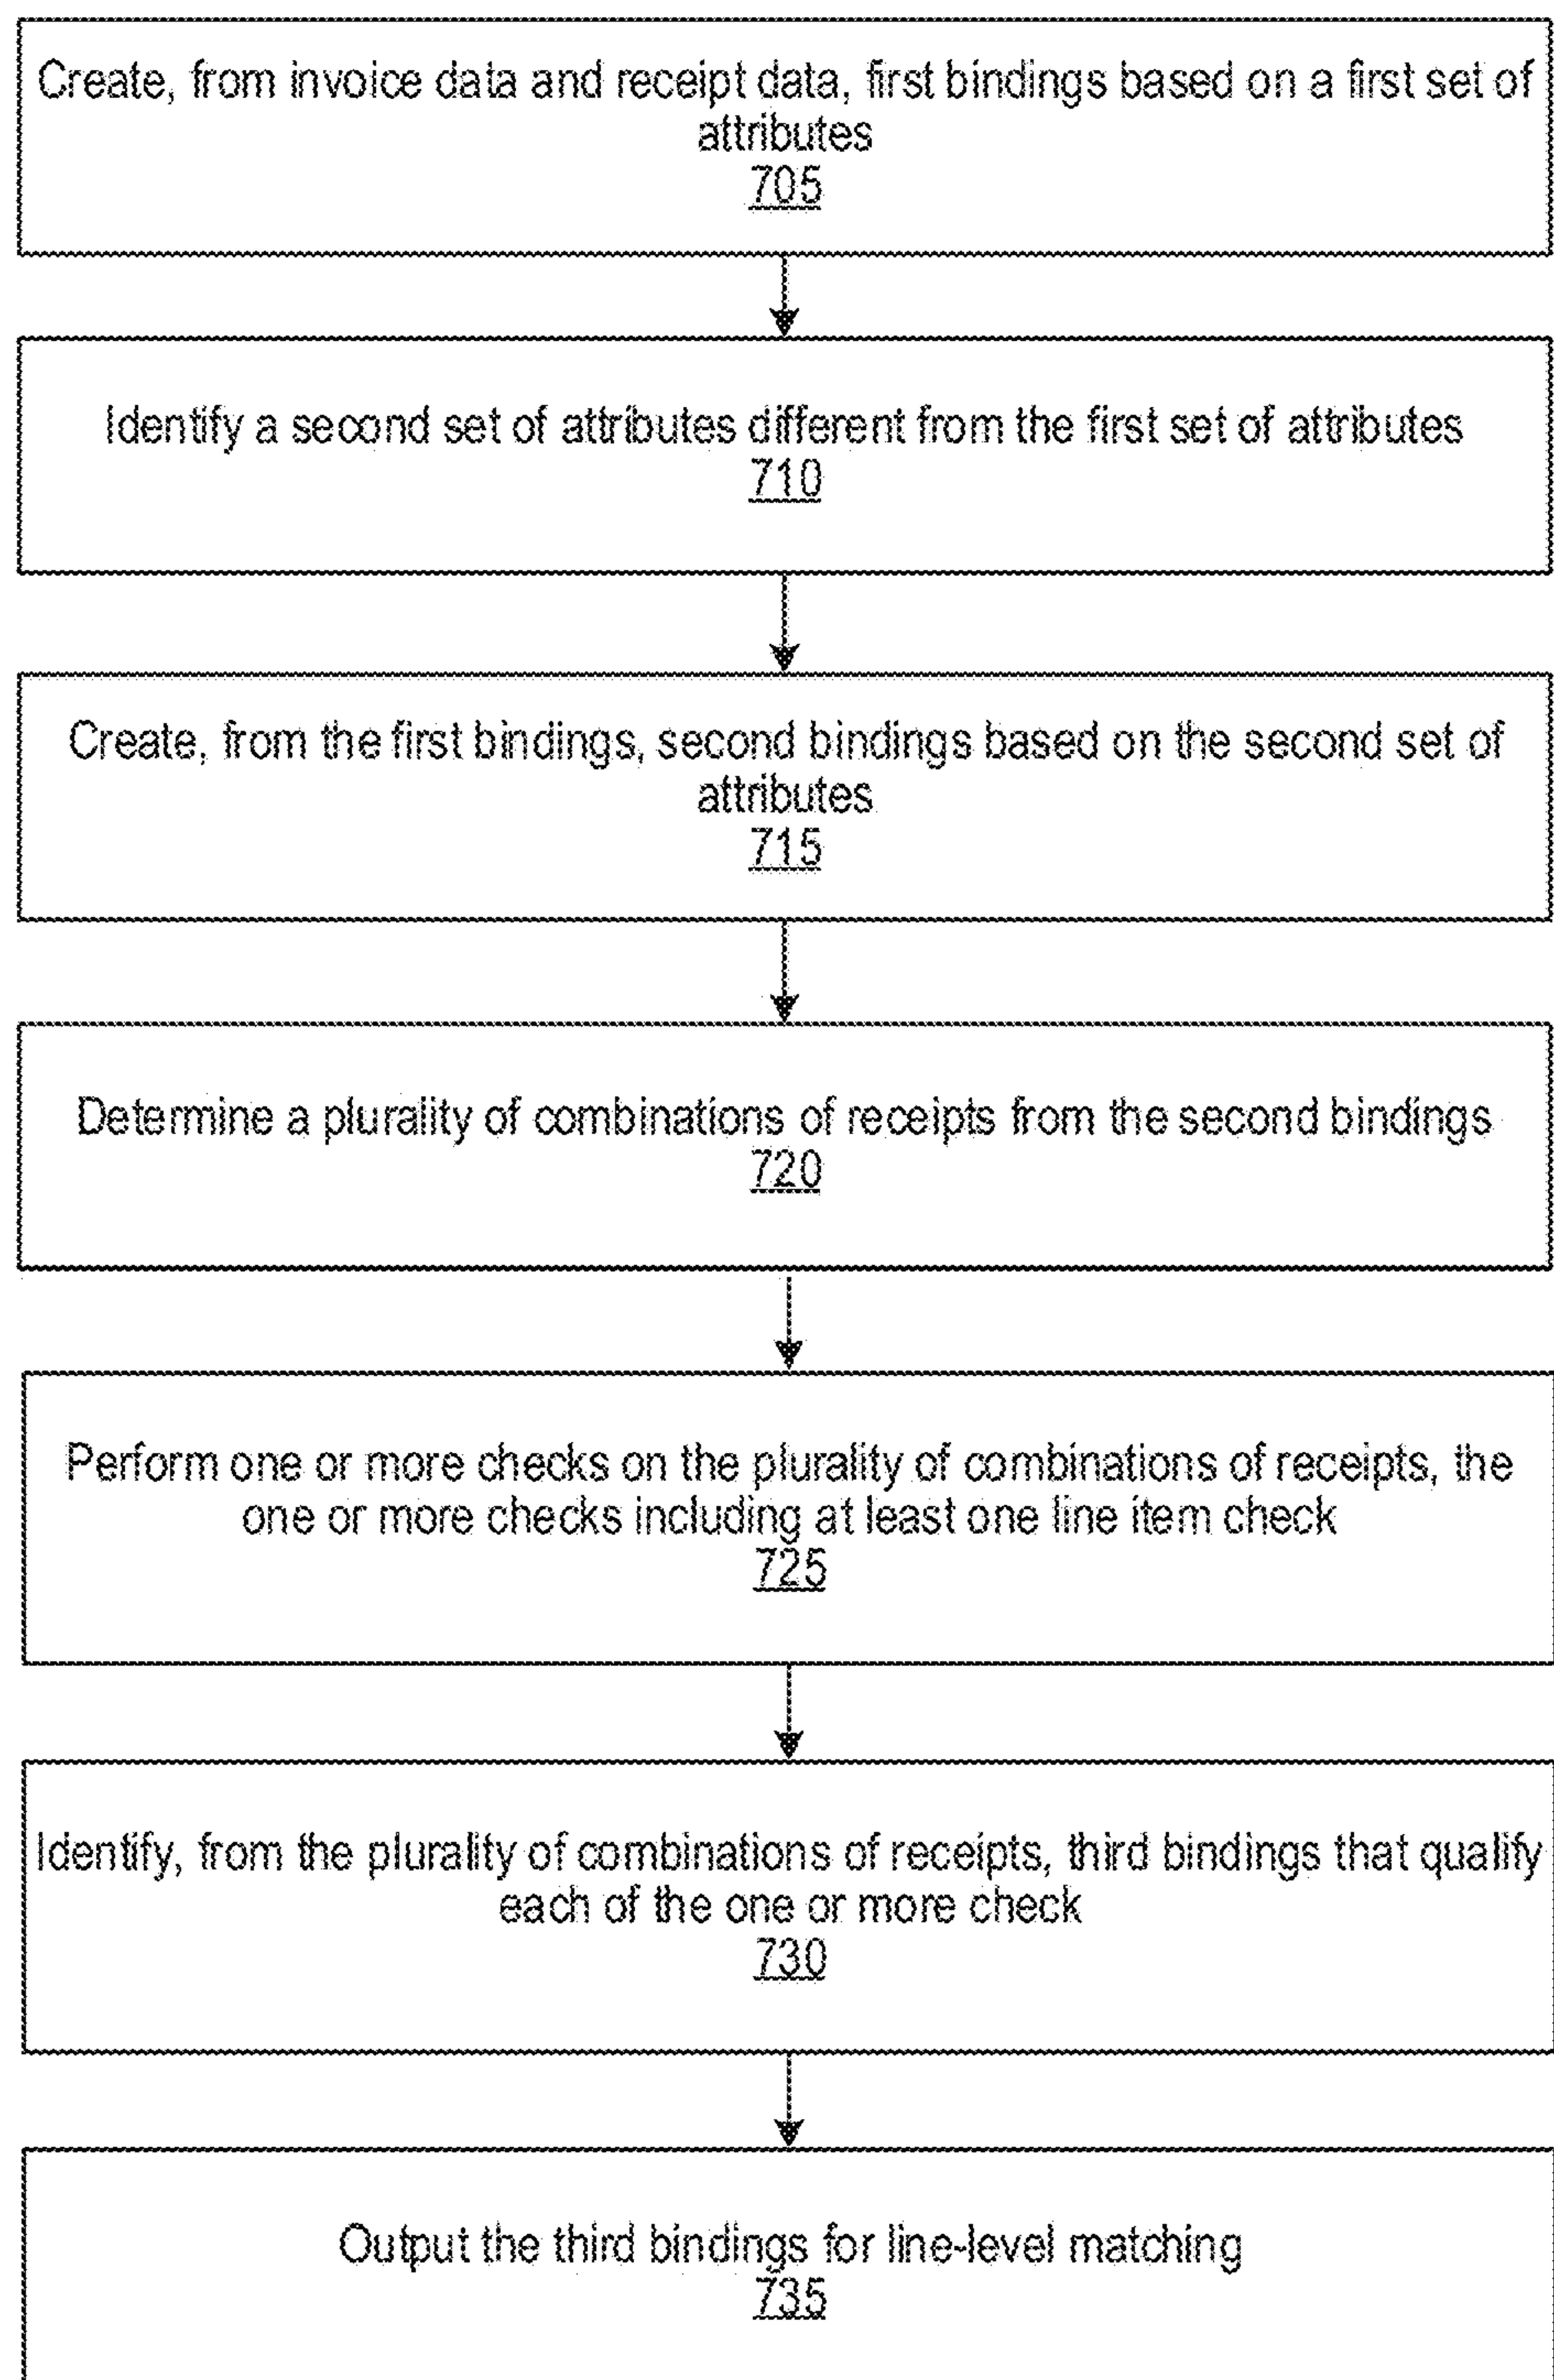 Create, from invoice data and receipt data, first bindings based on a first set of
attributes
705
Identify a second set of attributes different from the first set of attributes
710
Create, from the first bindings, second bindings based on the second set of
attributes
715
Determine a plurality of combinations of receipts from the second bindings
720
Perform one or more checks on the plurality of combinations of receipts, the
one or more checks including at least one line item check
725
Identify, from the plurality of combinations of receipts, third bindings that qualify
each of the one or more check
730
Output the third bindings for line-level matching
735